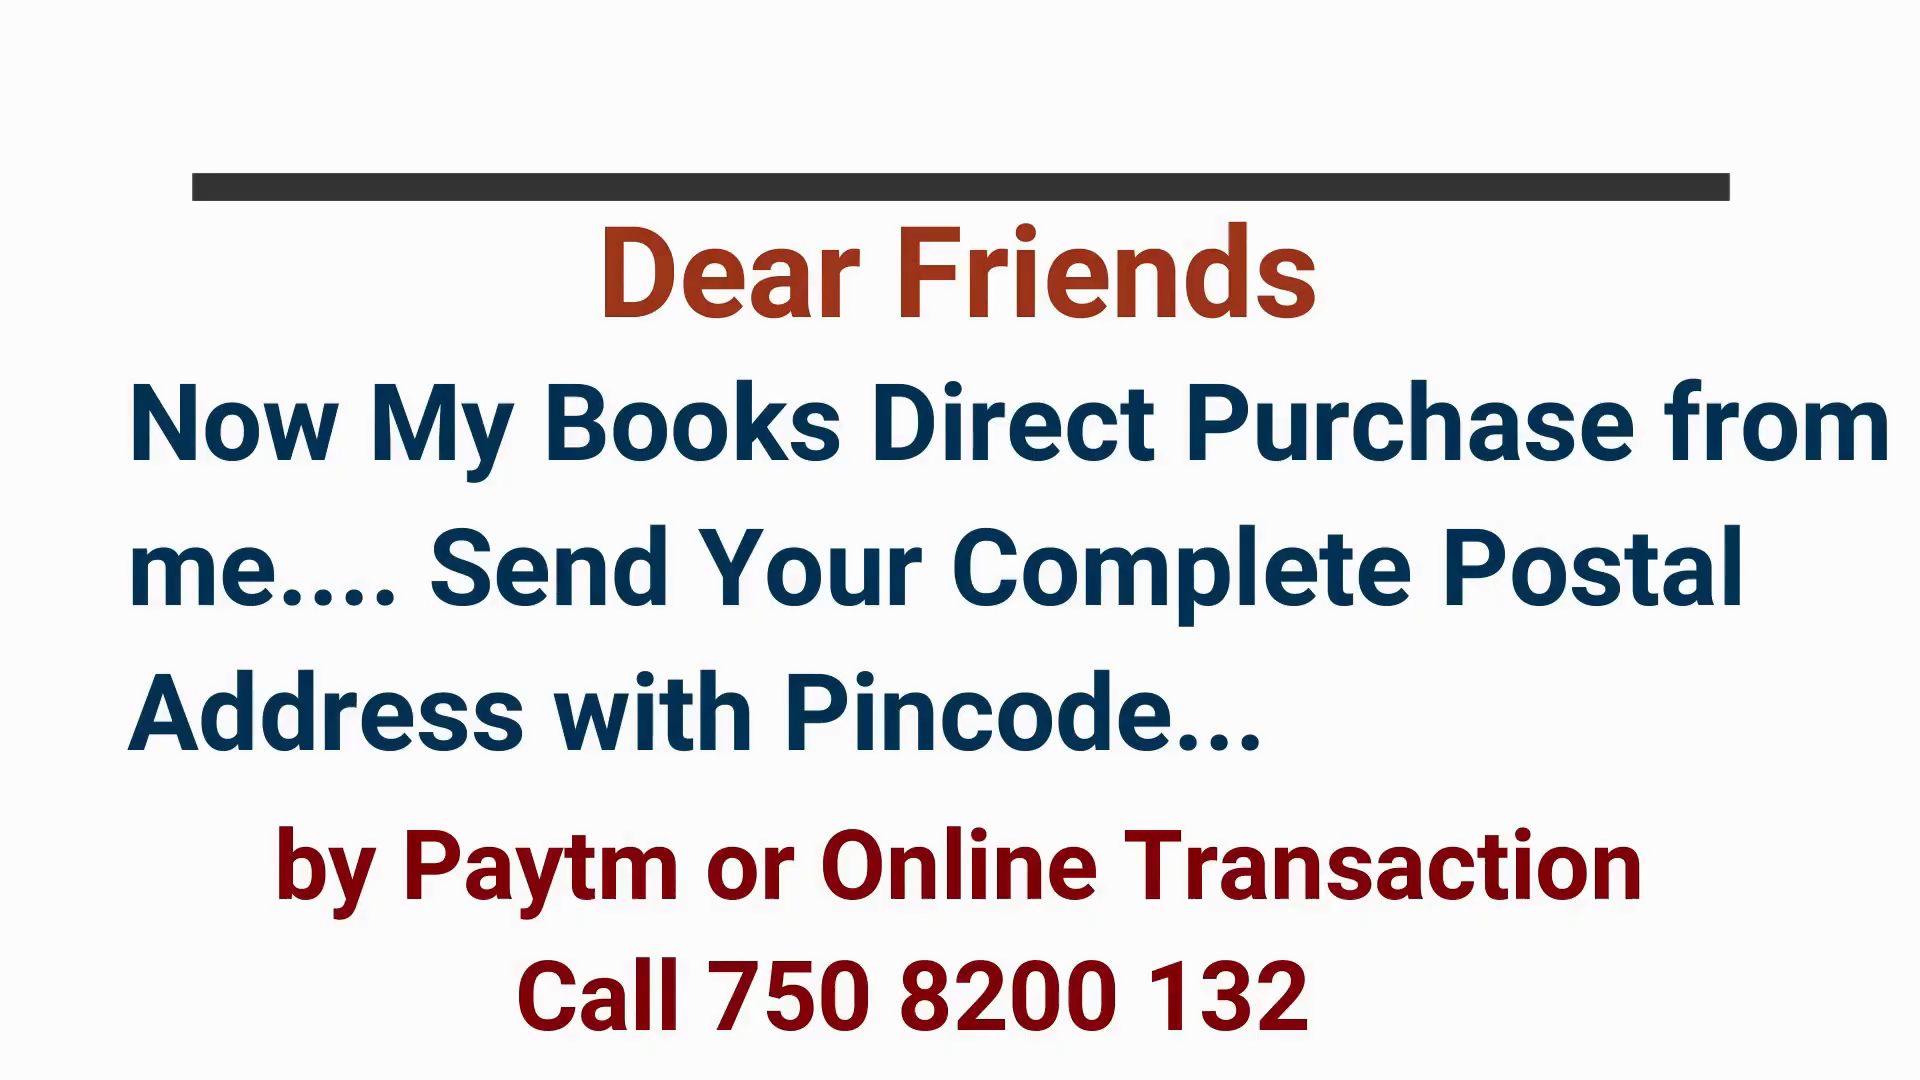 Dear Friends
Now My Books Direct Purchase from
me.... Send Your Complete Postal
Address with Pincode...
by Paytm or Online Transaction
Call 750 8200 132